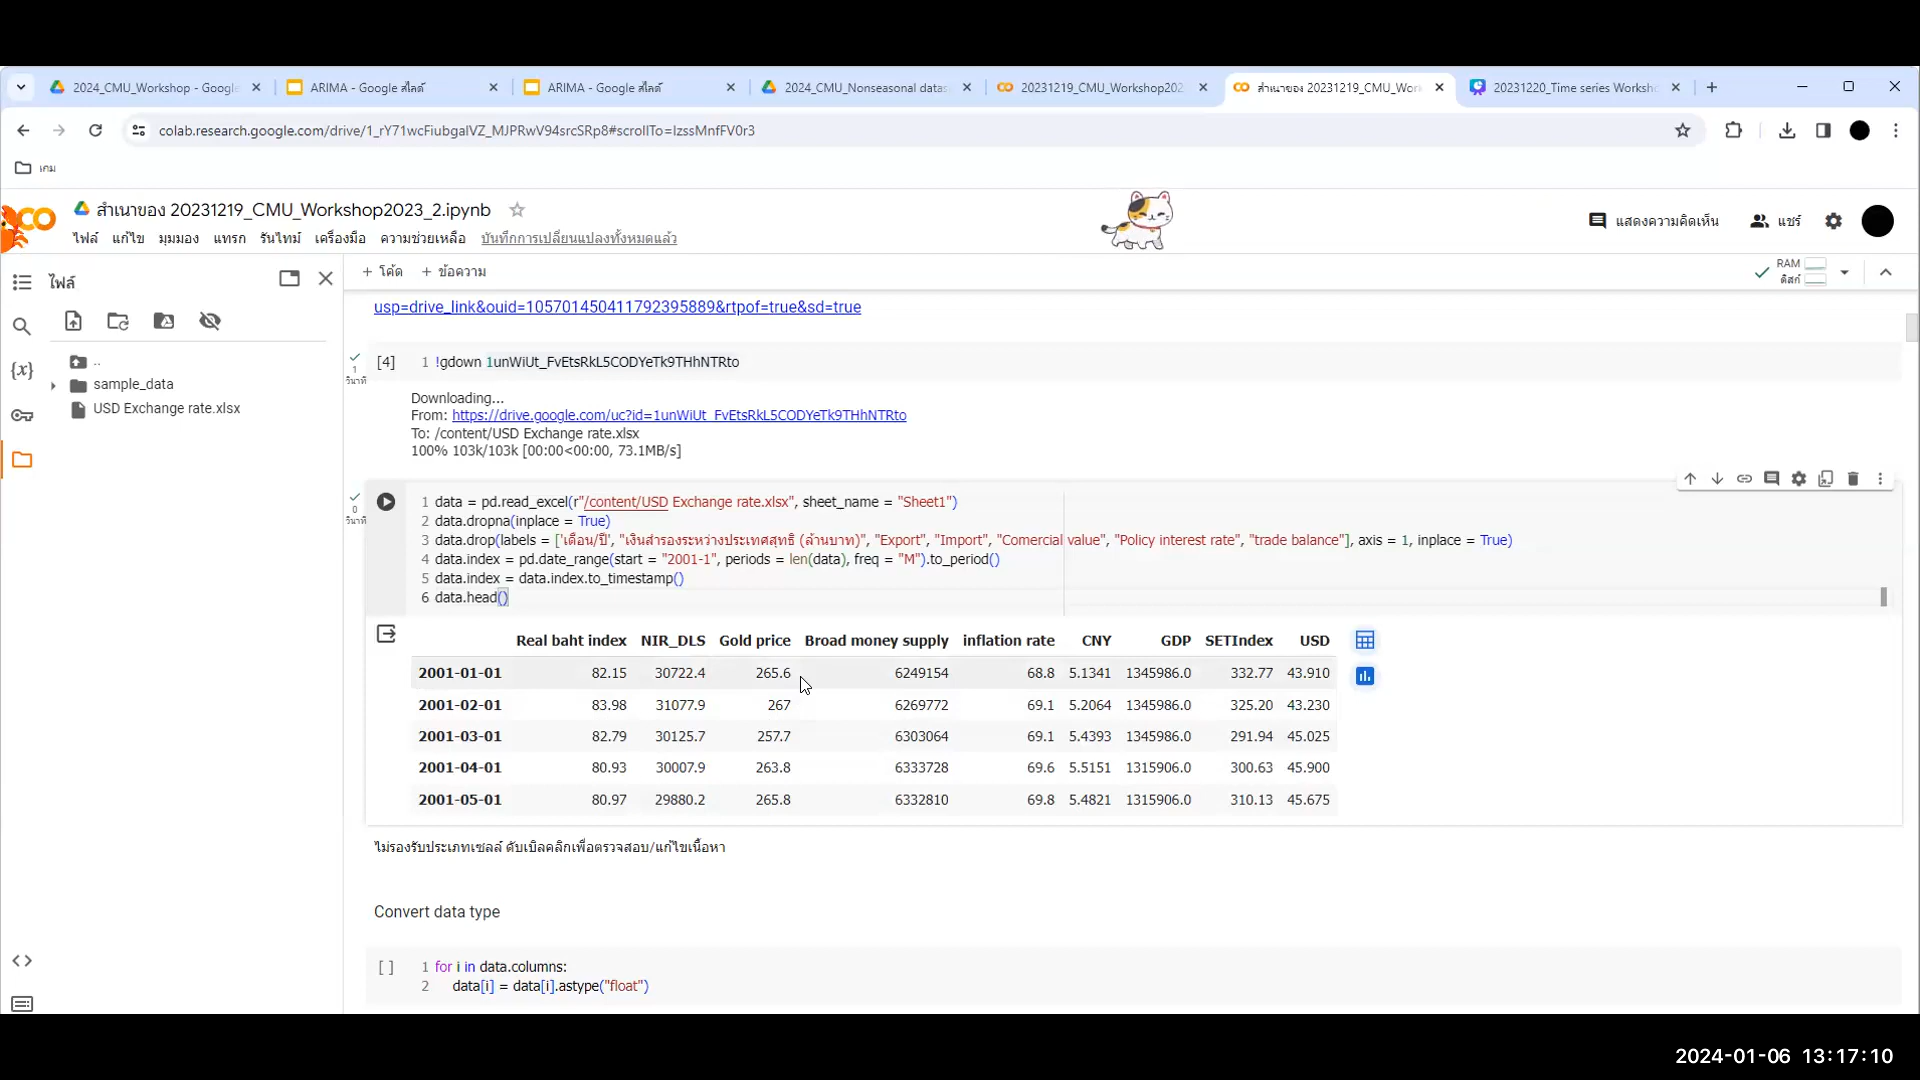 2024_CMU_Workshop - Google
ARIMA - Google สไลด์
ARIMA - Google สไลด์
2024_CMU_Nonseasonal datas
20231219_CMU_Workshop202
สำเนาของ 20231219_CMU_Wor
20231220_Time series Worksho
colab.research.google.com/drive/1_rY71wcFiubgaIVZ_MJPRwV94srcSRp8#scrollTo=IzssMnfFV0r3
เกม
CO
สำเนาของ 20231219_CMU_Workshop2023_2.ipynb
แสดงความคิดเห็น
แชร์
ไฟล์ แก้ไข มุมมอง แทรก รันไทม์ เครื่องมือ ความช่วยเหลือ บันทึกการเปลี่ยนแปลงทั้งหมดแล้ว
ไฟล์
+ โค้ด + ข้อความ
RAM
ดิสก์
usp=drive_link&ouid=105701450411792395889&rtpof=true&sd=true
..
sample_data
USD Exchange rate.xlsx
{x}
1
วินาที
[4] 1 !gdown 1unWiUt_FvEtsRkL5CODYeTk9THhNTRto
Downloading...
From: https://drive.google.com/uc?id=1unWiUt_FvEtsRkL5CODYeTk9THhNTRto
To: /content/USD Exchange rate.xlsx
100% 103k/103k [00:00<00:00, 73.1MB/s]
0
วินาที
1 data = pd.read_excel(r"/content/USD Exchange rate.xlsx", sheet_name = "Sheet1")
2 data.dropna(inplace = True)
3 data.drop(labels = ['เดือน/ปี', "เงินสำรองระหว่างประเทศสุทธิ (ล้านบาท)", "Export", "Import", "Comercial value", "Policy interest rate", "trade balance"], axis = 1, inplace = True)
4 data.index = pd.date_range(start = "2001-1", periods = len(data), freq = "M").to_period()
5 data.index = data.index.to_timestamp()
6 data.head()
Real baht index NIR_DLS Gold price Broad money supply inflation rate CNY GDP SETIndex USD
2001-01-01 82.15 30722.4 265.6 6249154 68.8 5.1341 1345986.0 332.77 43.910
2001-02-01 83.98 31077.9 267 6269772 69.1 5.2064 1345986.0 325.20 43.230
2001-03-01 82.79 30125.7 257.7 6303064 69.1 5.4393 1345986.0 291.94 45.025
2001-04-01 80.93 30007.9 263.8 6333728 69.6 5.5151 1315906.0 300.63 45.900
2001-05-01 80.97 29880.2 265.8 6332810 69.8 5.4821 1315906.0 310.13 45.675
ไม่รองรับประเภทเซลล์ ดับเบิลคลิกเพื่อตรวจสอบ/แก้ไขเนื้อหา
Convert data type
[ ] 1 for i in data.columns:
2 data[i] = data[i].astype("float")
2024-01-06 13:17:10